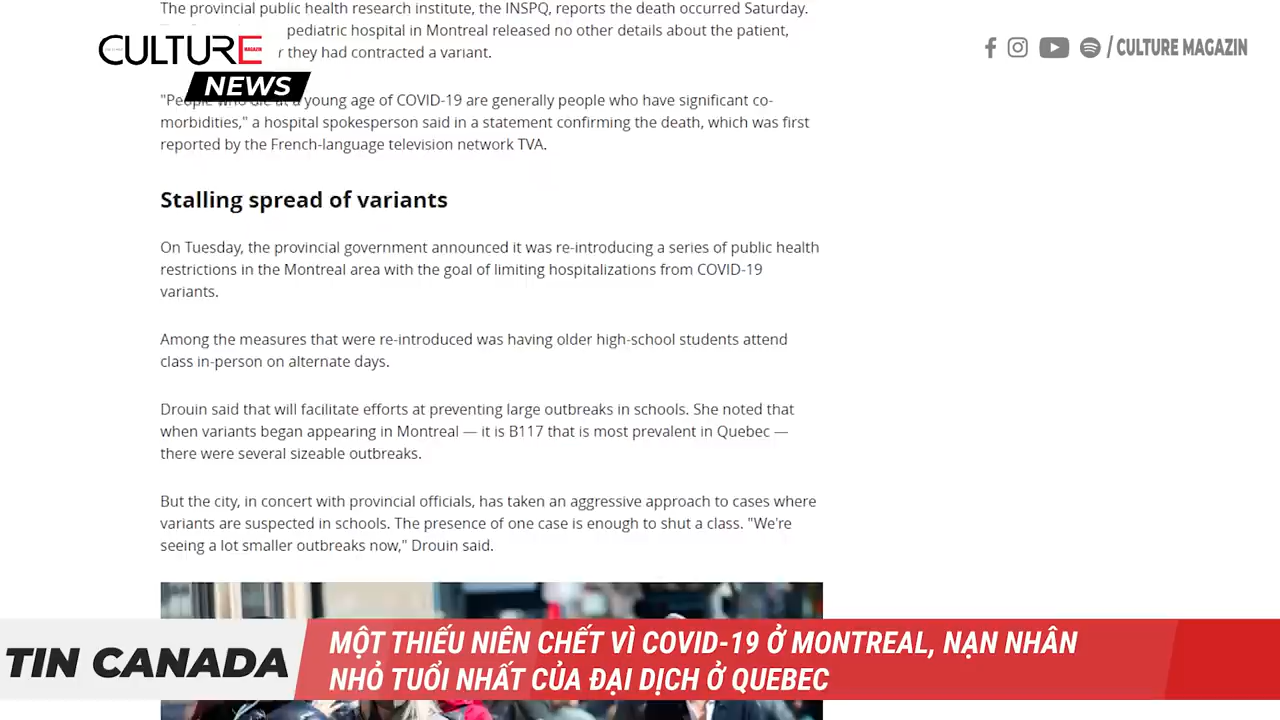 The provincial public health research institute, the INSPQ, reports the death occurred Saturday.
pediatric hospital in Montreal released no other details about the patient,
they had contracted a variant.
CULTURE
MAGAZIN
NEWS
/ CULTURE MAGAZIN
"People who die at a young age of COVID-19 are generally people who have significant co-
morbidities," a hospital spokesperson said in a statement confirming the death, which was first
reported by the French-language television network TVA.
Stalling spread of variants
On Tuesday, the provincial government announced it was re-introducing a series of public health
restrictions in the Montreal area with the goal of limiting hospitalizations from COVID-19
variants.
Among the measures that were re-introduced was having older high-school students attend
class in-person on alternate days.
Drouin said that will facilitate efforts at preventing large outbreaks in schools. She noted that
when variants began appearing in Montreal — it is B117 that is most prevalent in Quebec —
there were several sizeable outbreaks.
But the city, in concert with provincial officials, has taken an aggressive approach to cases where
variants are suspected in schools. The presence of one case is enough to shut a class. "We're
seeing a lot smaller outbreaks now," Drouin said.
TIN CANADA
MỘT THIẾU NIÊN CHẾT VÌ COVID-19 Ở MONTREAL, NẠN NHÂN
NHỎ TUỔI NHẤT CỦA ĐẠI DỊCH Ở QUEBEC